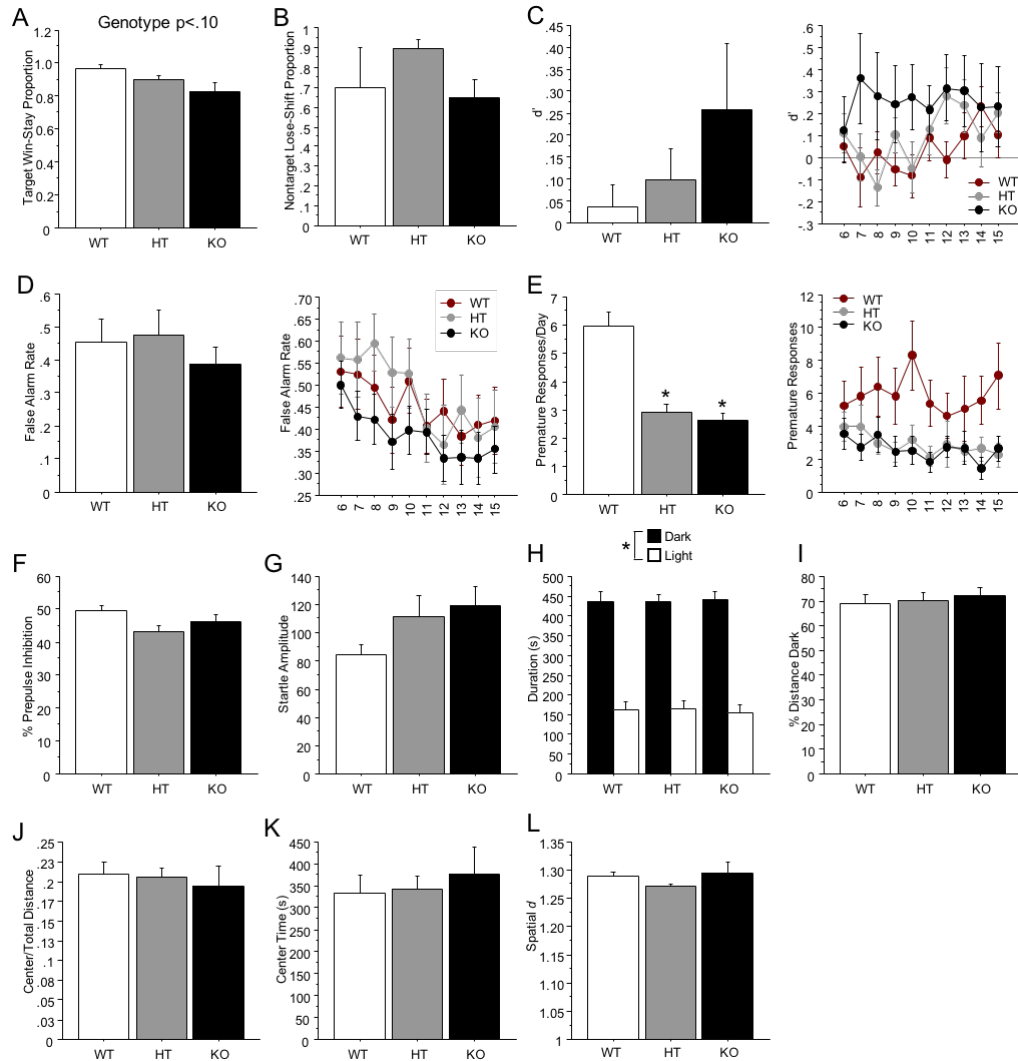 A
Genotype p<.10
Target Win-Stay Proportion
1.2
1.0
0.8
0.6
0.4
0.2
0
WT HT KO
B
Nontarget Lose-Shift Proportion
1
.9
.8
.7
.6
.5
.4
.3
.2
.1
0
WT HT KO
C
d'
.45
.40
.35
.30
.25
.20
.15
.10
.05
0
WT HT KO
d'
.6
.5
.4
.3
.2
.1
0
-.1
-.2
-.3
WT
HT
KO
6 7 8 9 10 11 12 13 14 15
D
False Alarm Rate
.6
.5
.4
.3
.2
.1
0
WT HT KO
False Alarm Rate
.70
.65
.60
.55
.50
.45
.40
.35
.30
.25
WT
HT
KO
6 7 8 9 10 11 12 13 14 15
E
Premature Responses/Day
7
6
5
4
3
2
1
0
* *
WT HT KO
Premature Responses
12
10
8
6
4
2
0
WT
HT
KO
6 7 8 9 10 11 12 13 14 15
F
% Prepulse Inhibition
60
50
40
30
20
10
0
WT HT KO
G
Startle Amplitude
140
120
100
80
60
40
20
0
WT HT KO
H
* Dark
Light
Duration (s)
500
450
400
350
300
250
200
150
100
50
0
WT HT KO
I
% Distance Dark
80
70
60
50
40
30
20
10
0
WT HT KO
J
Center/Total Distance
.25
.23
.2
.17
.15
.13
.1
.08
.05
.03
0
WT HT KO
K
Center Time (s)
450
400
350
300
250
200
150
100
50
0
WT HT KO
L
Spatial d
1.35
1.30
1.25
1.20
1.15
1.10
1.05
1
WT HT KO